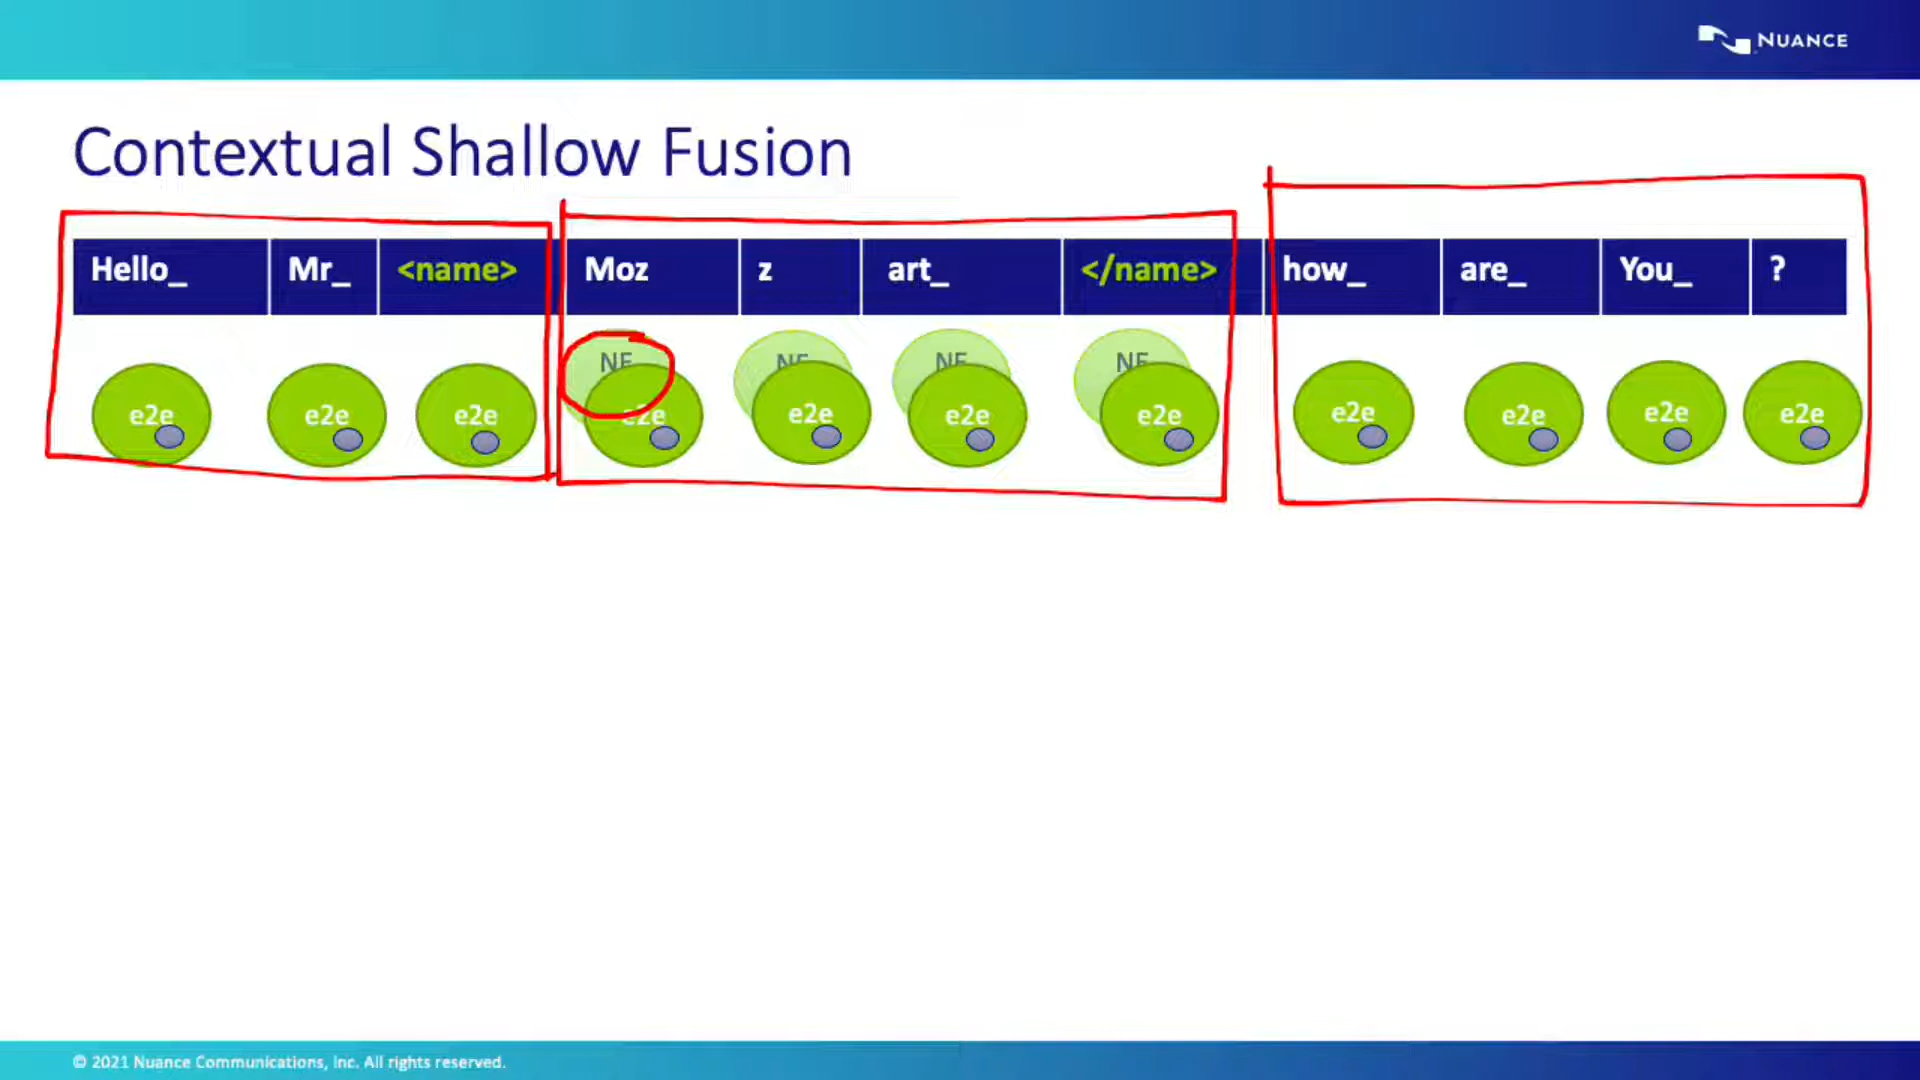 NUANCE
Contextual Shallow Fusion
Hello_ Mr_ <name> Moz z art_ </name> how_ are_ You_ ?
NE NE NE NE
e2e e2e e2e e2e e2e e2e e2e e2e e2e e2e e2e
© 2021 Nuance Communications, Inc. All rights reserved.